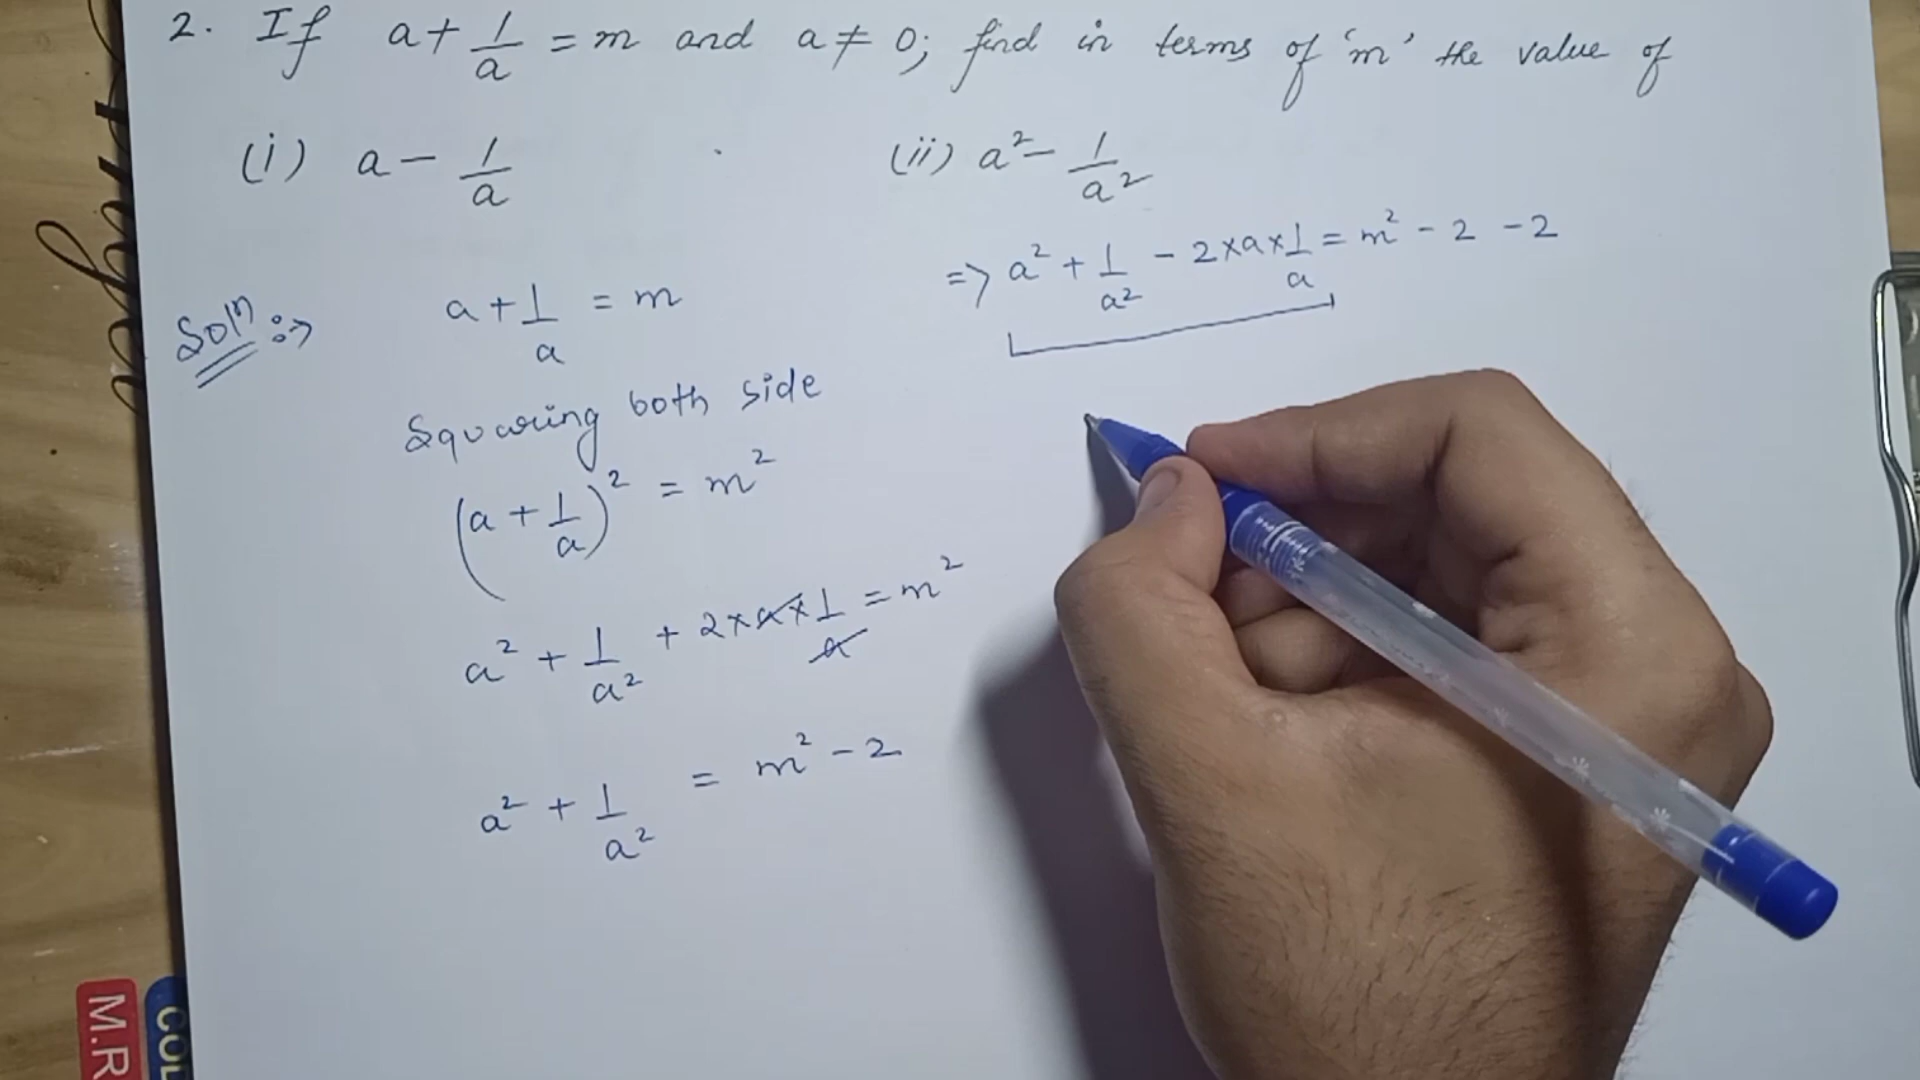 2. If a + 1/a = m and a ≠ 0; find in terms of 'm' the value of
(i) a - 1/a (ii) a² - 1/a²
Solⁿ :→ a + 1/a = m
Squaring both side
(a + 1/a)² = m²
a² + 1/a² + 2×a×1/a = m²
a² + 1/a² = m² - 2
=> a² + 1/a² - 2×a×1/a = m² - 2 - 2
M.R
COL